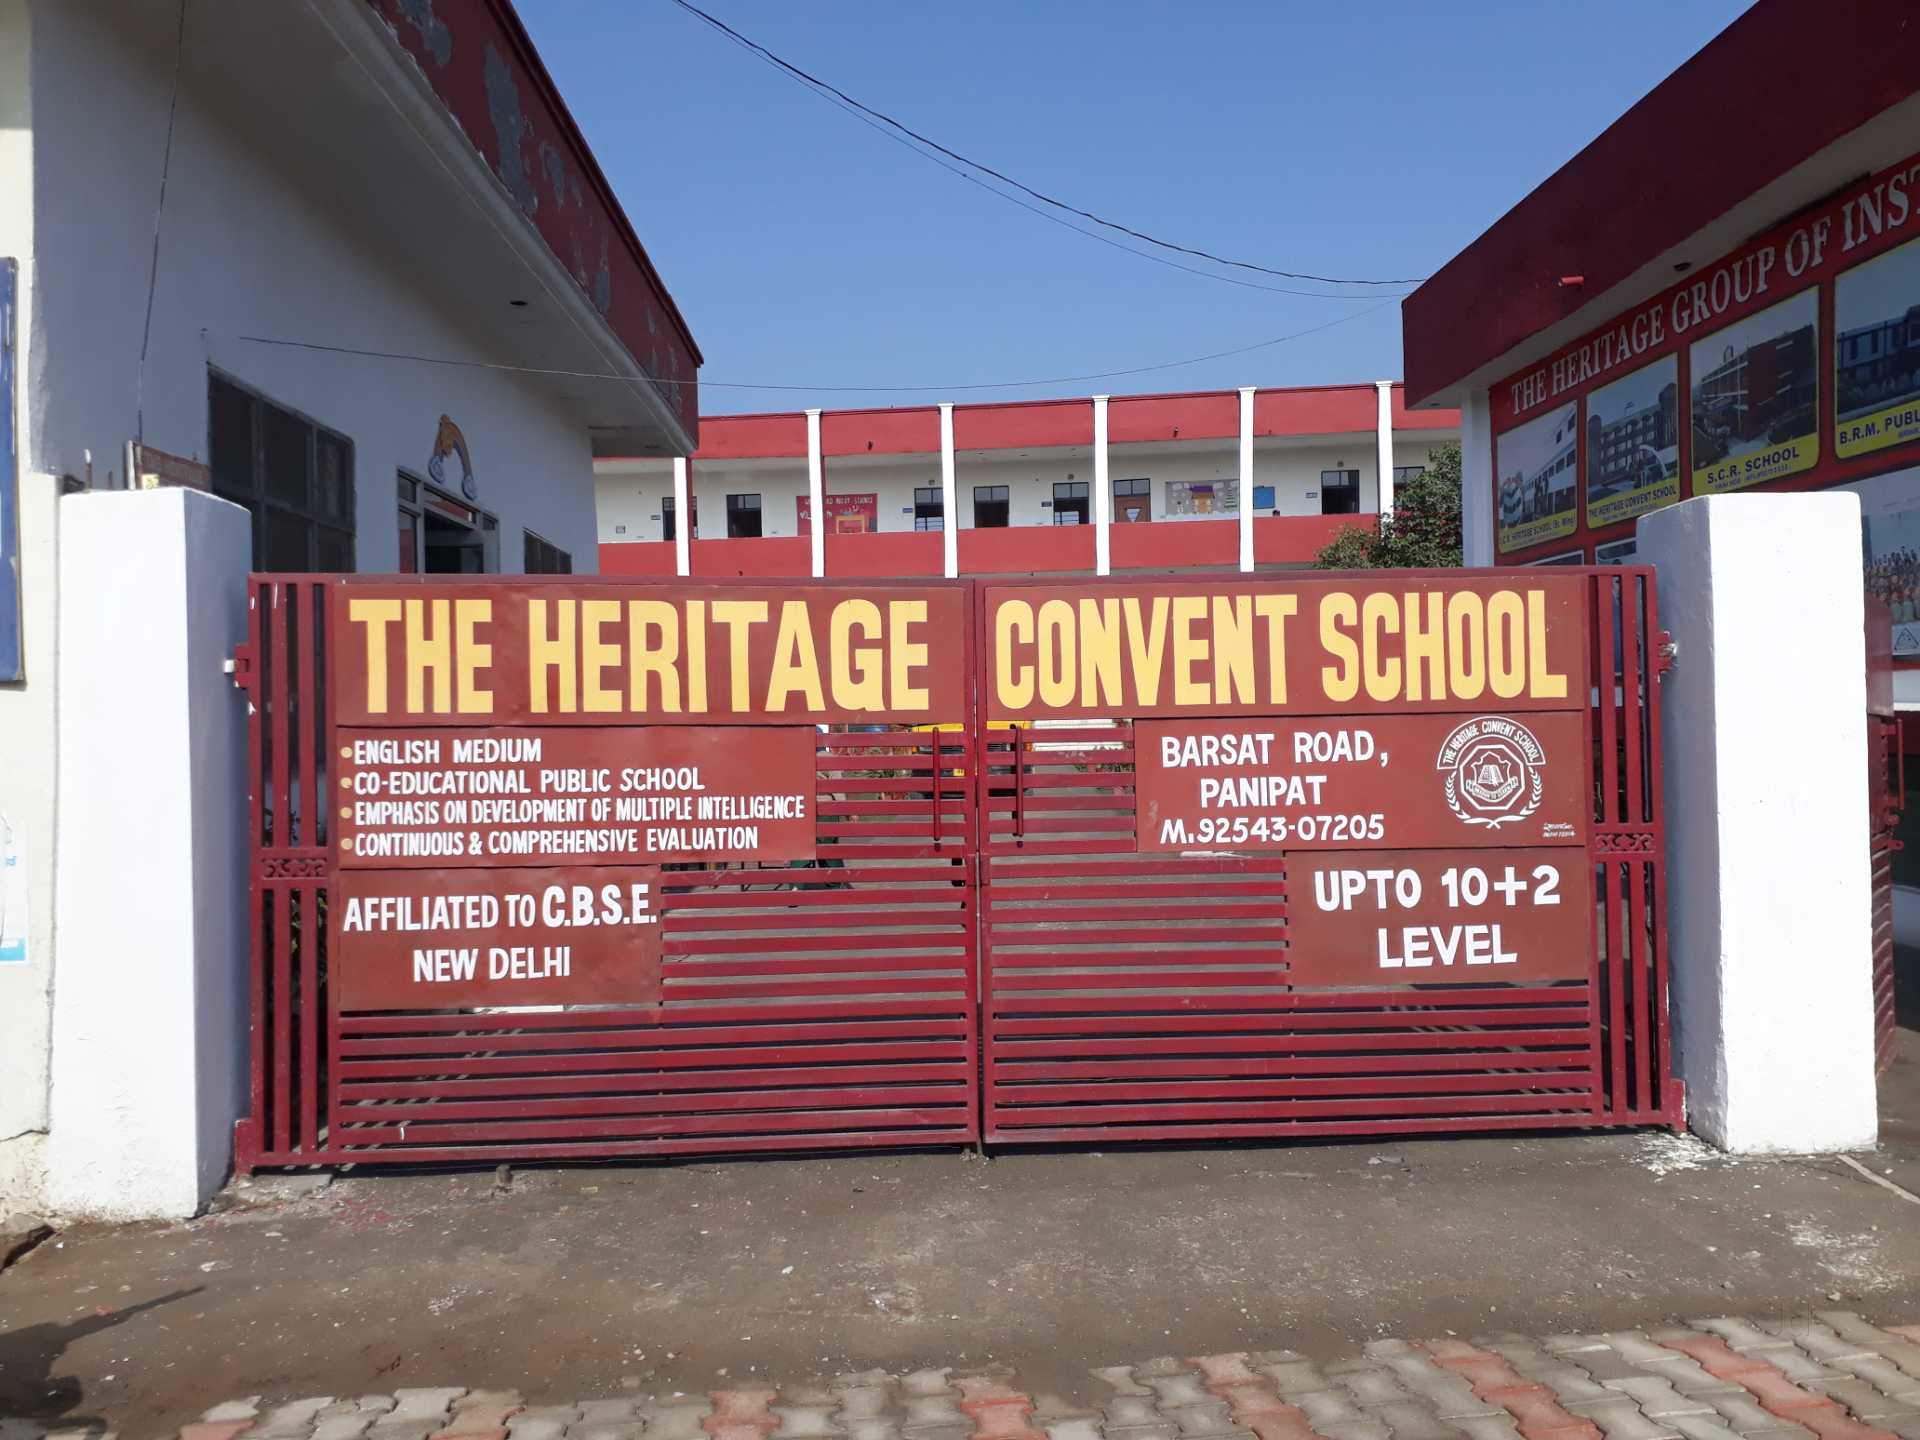 THE HERITAGE GROUP OF INST
S.C.R. SCHOOL
B.R.M. PUBL
THE HERITAGE CONVENT SCHOOL
THE HERITAGE CONVENT SCHOOL
ENGLISH MEDIUM
CO-EDUCATIONAL PUBLIC SCHOOL
EMPHASIS ON DEVELOPMENT OF MULTIPLE INTELLIGENCE
CONTINUOUS & COMPREHENSIVE EVALUATION
AFFILIATED TO C.B.S.E.
NEW DELHI
BARSAT ROAD,
PANIPAT
M.92543-07205
THE HERITAGE CONVENT SCHOOL
UPTO 10+2
LEVEL